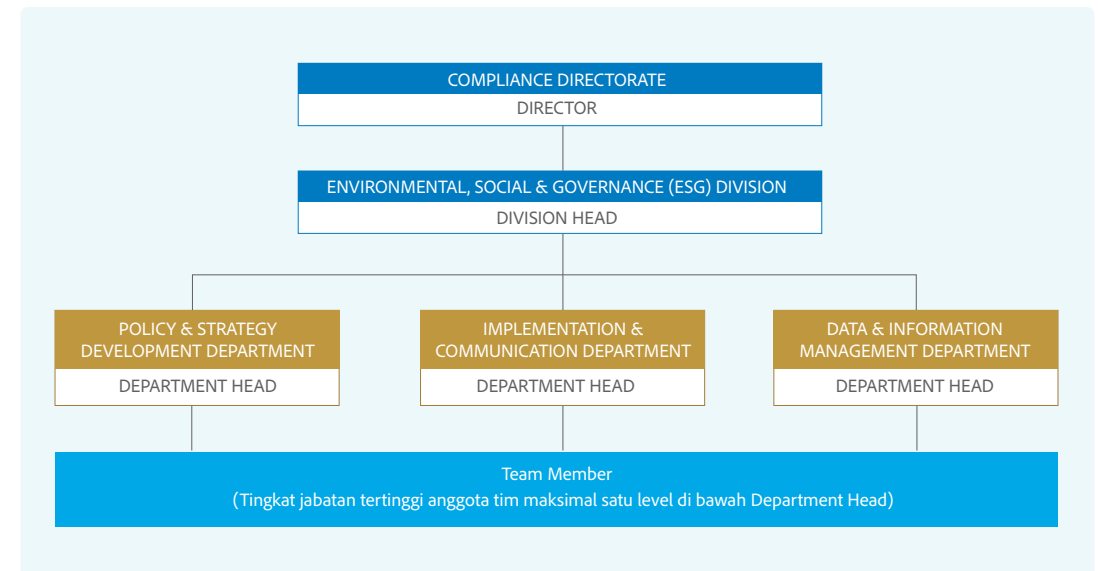 COMPLIANCE DIRECTORATE
DIRECTOR
ENVIRONMENTAL, SOCIAL & GOVERNANCE (ESG) DIVISION
DIVISION HEAD
POLICY & STRATEGY
DEVELOPMENT DEPARTMENT
DEPARTMENT HEAD
IMPLEMENTATION &
COMMUNICATION DEPARTMENT
DEPARTMENT HEAD
DATA & INFORMATION
MANAGEMENT DEPARTMENT
DEPARTMENT HEAD
Team Member
(Tingkat jabatan tertinggi anggota tim maksimal satu level di bawah Department Head)